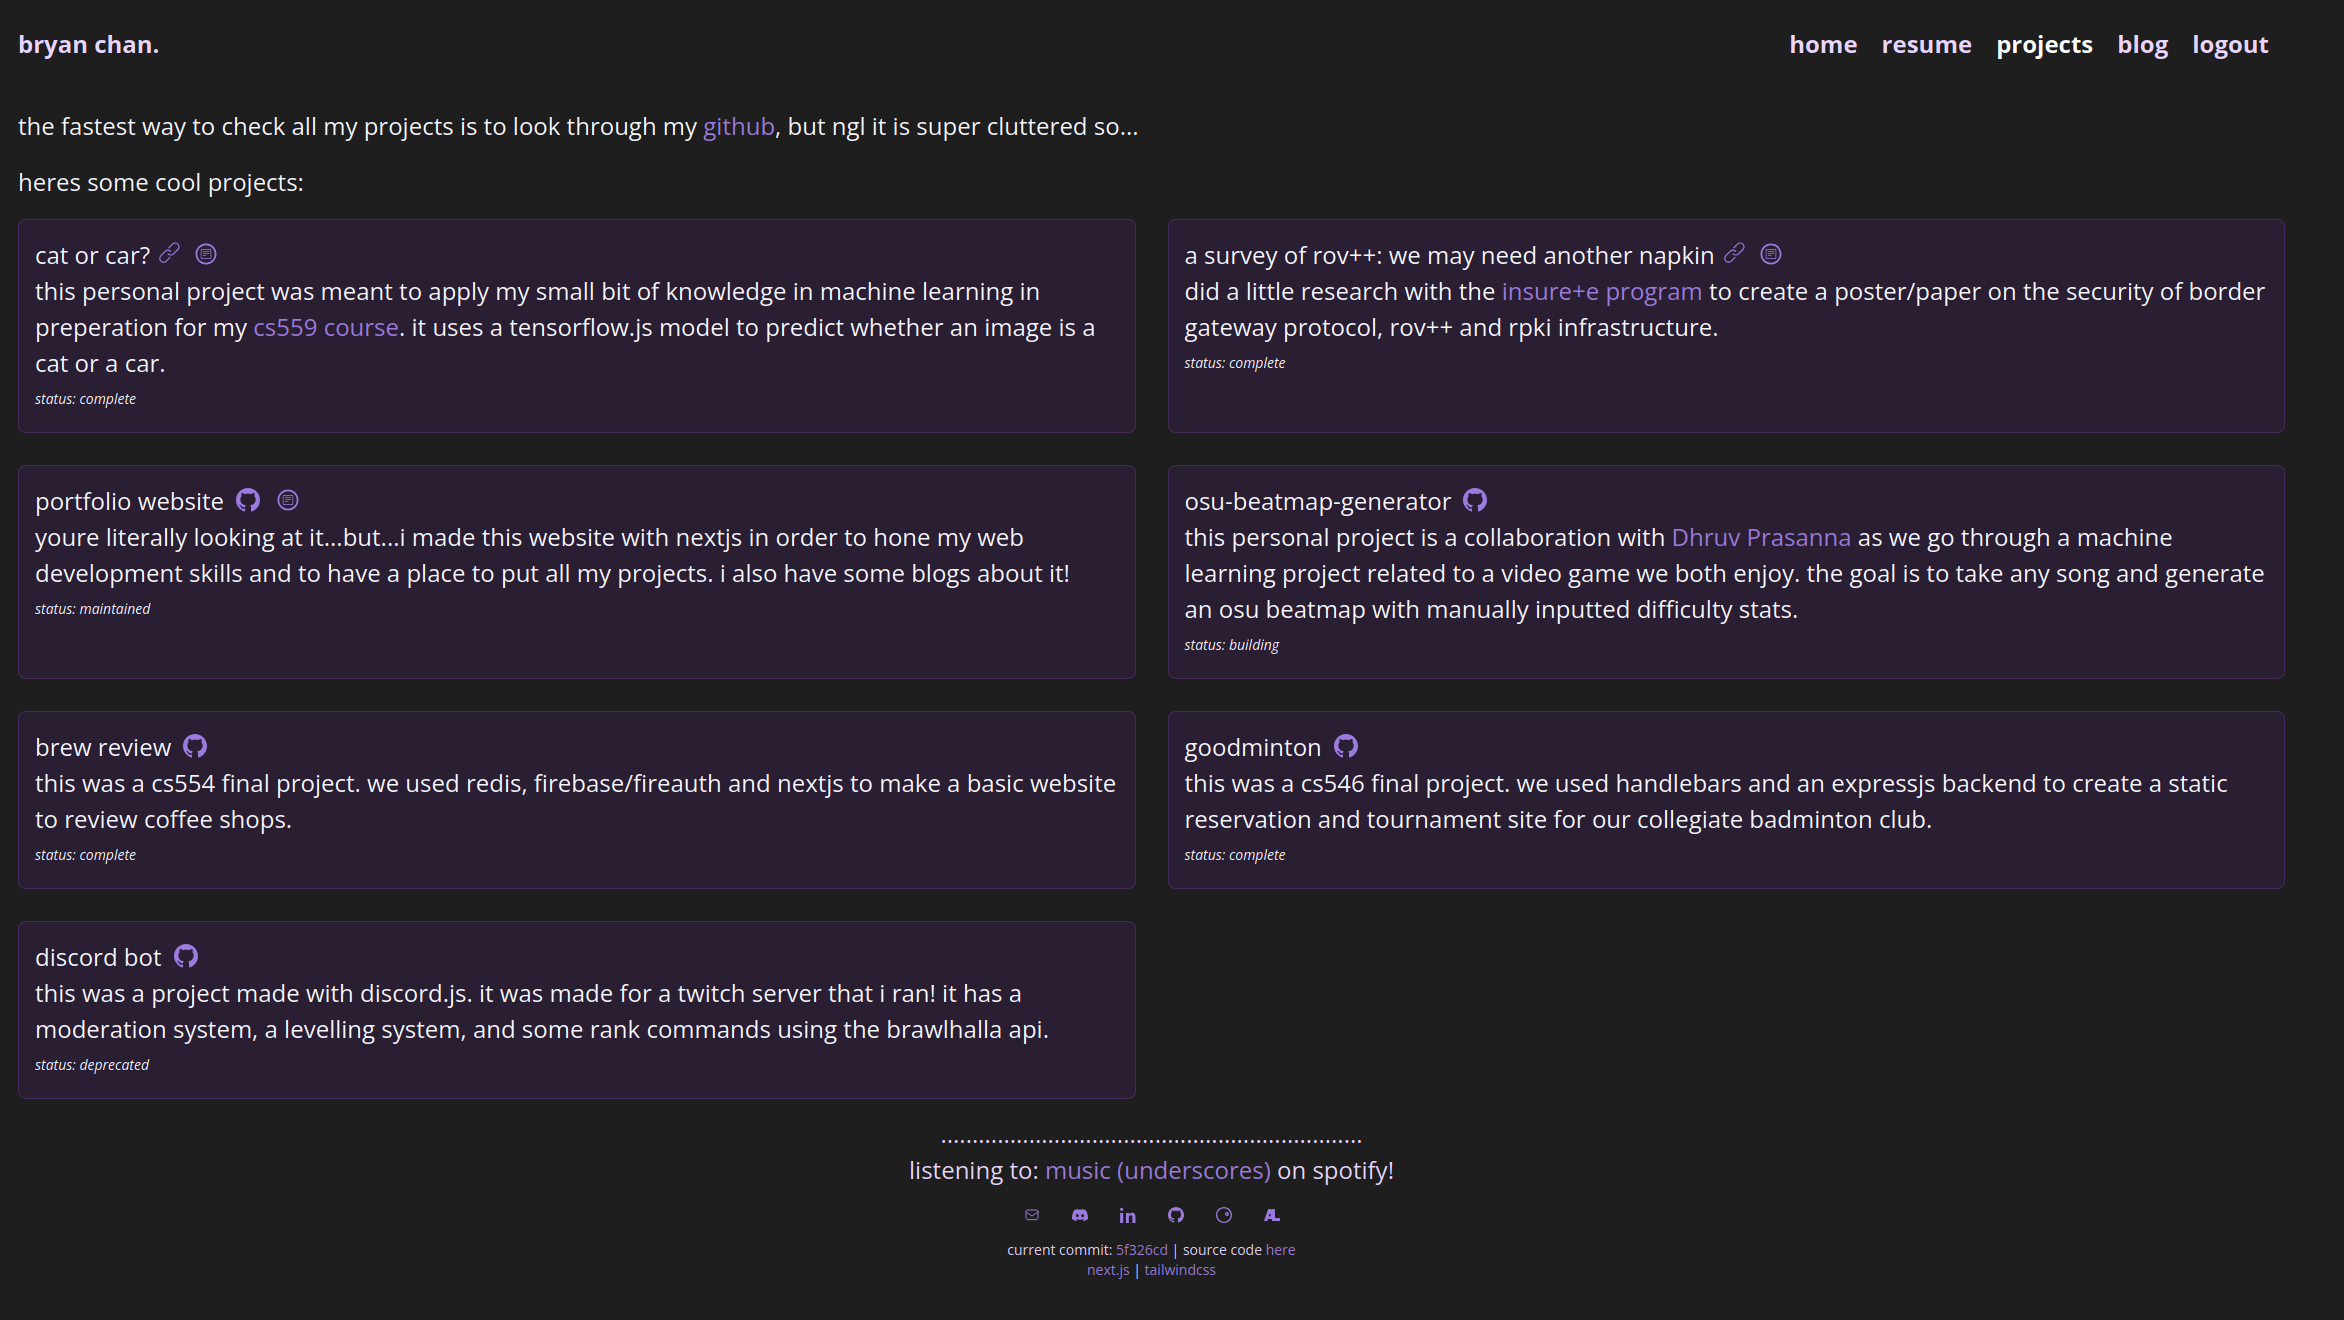 bryan chan.
home resume projects blog logout
the fastest way to check all my projects is to look through my github, but ngl it is super cluttered so...
heres some cool projects:
cat or car?
this personal project was meant to apply my small bit of knowledge in machine learning in
preperation for my cs559 course. it uses a tensorflow.js model to predict whether an image is a
cat or a car.
status: complete
a survey of rov++: we may need another napkin
did a little research with the insure+e program to create a poster/paper on the security of border
gateway protocol, rov++ and rpki infrastructure.
status: complete
portfolio website
youre literally looking at it...but...i made this website with nextjs in order to hone my web
development skills and to have a place to put all my projects. i also have some blogs about it!
status: maintained
osu-beatmap-generator
this personal project is a collaboration with Dhruv Prasanna as we go through a machine
learning project related to a video game we both enjoy. the goal is to take any song and generate
an osu beatmap with manually inputted difficulty stats.
status: building
brew review
this was a cs554 final project. we used redis, firebase/fireauth and nextjs to make a basic website
to review coffee shops.
status: complete
goodminton
this was a cs546 final project. we used handlebars and an expressjs backend to create a static
reservation and tournament site for our collegiate badminton club.
status: complete
discord bot
this was a project made with discord.js. it was made for a twitch server that i ran! it has a
moderation system, a levelling system, and some rank commands using the brawlhalla api.
status: deprecated
listening to: music (underscores) on spotify!
current commit: 5f326cd | source code here
next.js | tailwindcss